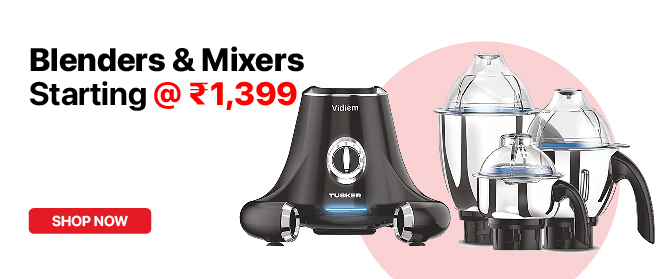 Blenders & Mixers
Starting @ ₹1,399
Vidiem
TUSKER
SHOP NOW